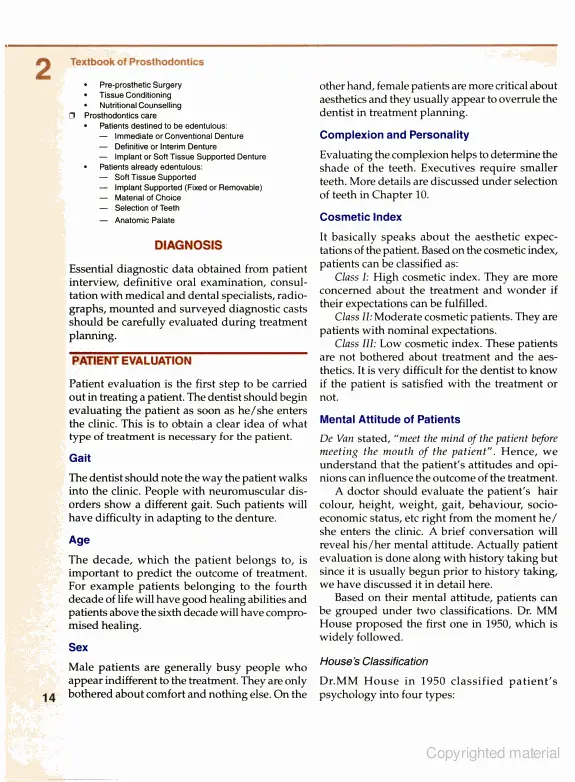 2
Textbook of Prosthodontics
• Pre-prosthetic Surgery
• Tissue Conditioning
• Nutritional Counselling
❒ Prosthodontics care
• Patients destined to be edentulous:
— Immediate or Conventional Denture
— Definitive or Interim Denture
— Implant or Soft Tissue Supported Denture
• Patients already edentulous:
— Soft Tissue Supported
— Implant Supported (Fixed or Removable)
— Material of Choice
— Selection of Teeth
— Anatomic Palate
DIAGNOSIS
Essential diagnostic data obtained from patient
interview, definitive oral examination, consul-
tation with medical and dental specialists, radio-
graphs, mounted and surveyed diagnostic casts
should be carefully evaluated during treatment
planning.
PATIENT EVALUATION
Patient evaluation is the first step to be carried
out in treating a patient. The dentist should begin
evaluating the patient as soon as he/she enters
the clinic. This is to obtain a clear idea of what
type of treatment is necessary for the patient.
Gait
The dentist should note the way the patient walks
into the clinic. People with neuromuscular dis-
orders show a different gait. Such patients will
have difficulty in adapting to the denture.
Age
The decade, which the patient belongs to, is
important to predict the outcome of treatment.
For example patients belonging to the fourth
decade of life will have good healing abilities and
patients above the sixth decade will have compro-
mised healing.
Sex
Male patients are generally busy people who
appear indifferent to the treatment. They are only
bothered about comfort and nothing else. On the
14
other hand, female patients are more critical about
aesthetics and they usually appear to overrule the
dentist in treatment planning.
Complexion and Personality
Evaluating the complexion helps to determine the
shade of the teeth. Executives require smaller
teeth. More details are discussed under selection
of teeth in Chapter 10.
Cosmetic Index
It basically speaks about the aesthetic expec-
tations of the patient. Based on the cosmetic index,
patients can be classified as:
Class I: High cosmetic index. They are more
concerned about the treatment and wonder if
their expectations can be fulfilled.
Class II: Moderate cosmetic patients. They are
patients with nominal expectations.
Class III: Low cosmetic index. These patients
are not bothered about treatment and the aes-
thetics. It is very difficult for the dentist to know
if the patient is satisfied with the treatment or
not.
Mental Attitude of Patients
De Van stated, "meet the mind of the patient before
meeting the mouth of the patient". Hence, we
understand that the patient's attitudes and opi-
nions can influence the outcome of the treatment.
A doctor should evaluate the patient's hair
colour, height, weight, gait, behaviour, socio-
economic status, etc right from the moment he/
she enters the clinic. A brief conversation will
reveal his/her mental attitude. Actually patient
evaluation is done along with history taking but
since it is usually begun prior to history taking,
we have discussed it in detail here.
Based on their mental attitude, patients can
be grouped under two classifications. Dr. MM
House proposed the first one in 1950, which is
widely followed.
House's Classification
Dr.MM House in 1950 classified patient's
psychology into four types:
Copyrighted material